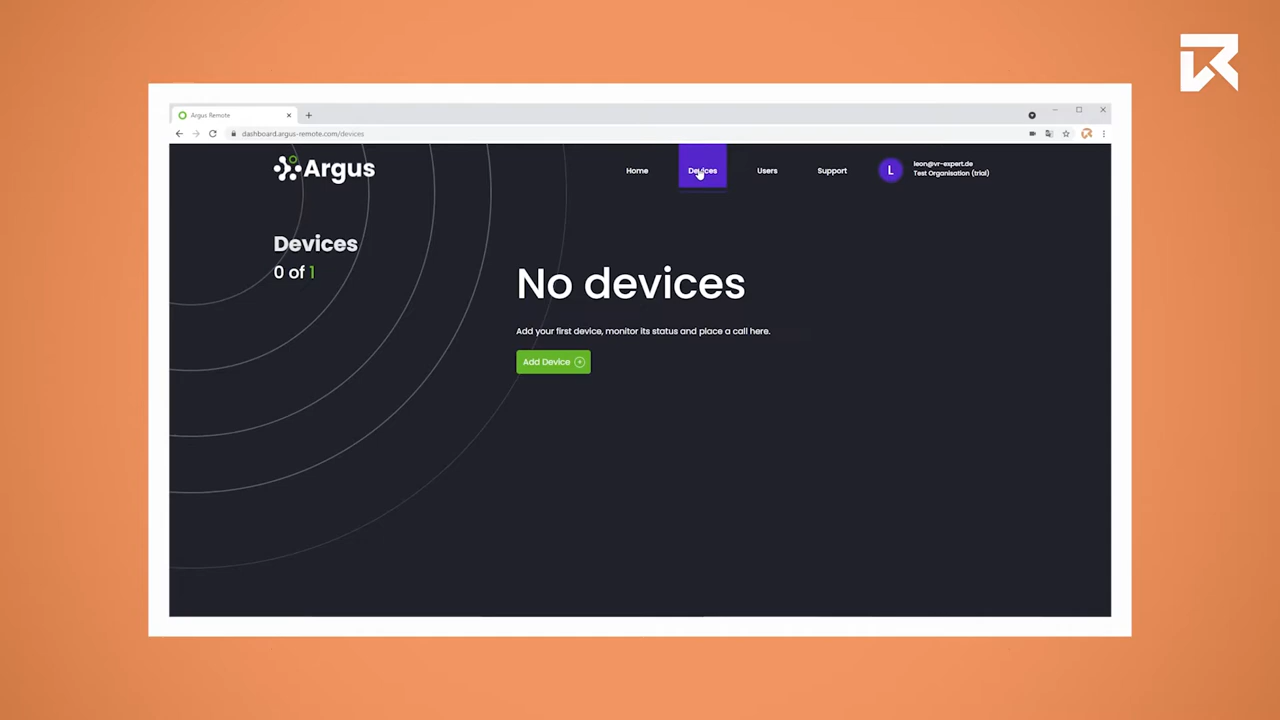 Argus Remote
dashboard.argus-remote.com/devices
Argus
Home
Devices
Users
Support
L
leon@vr-expert.de
Test Organisation (trial)
Devices
0 of 1
No devices
Add your first device, monitor its status and place a call here.
Add Device